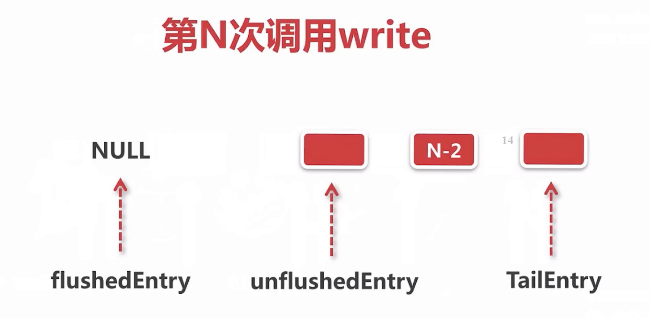 第N次调用write
NULL
N-2
14
flushedEntry
unflushedEntry
TailEntry